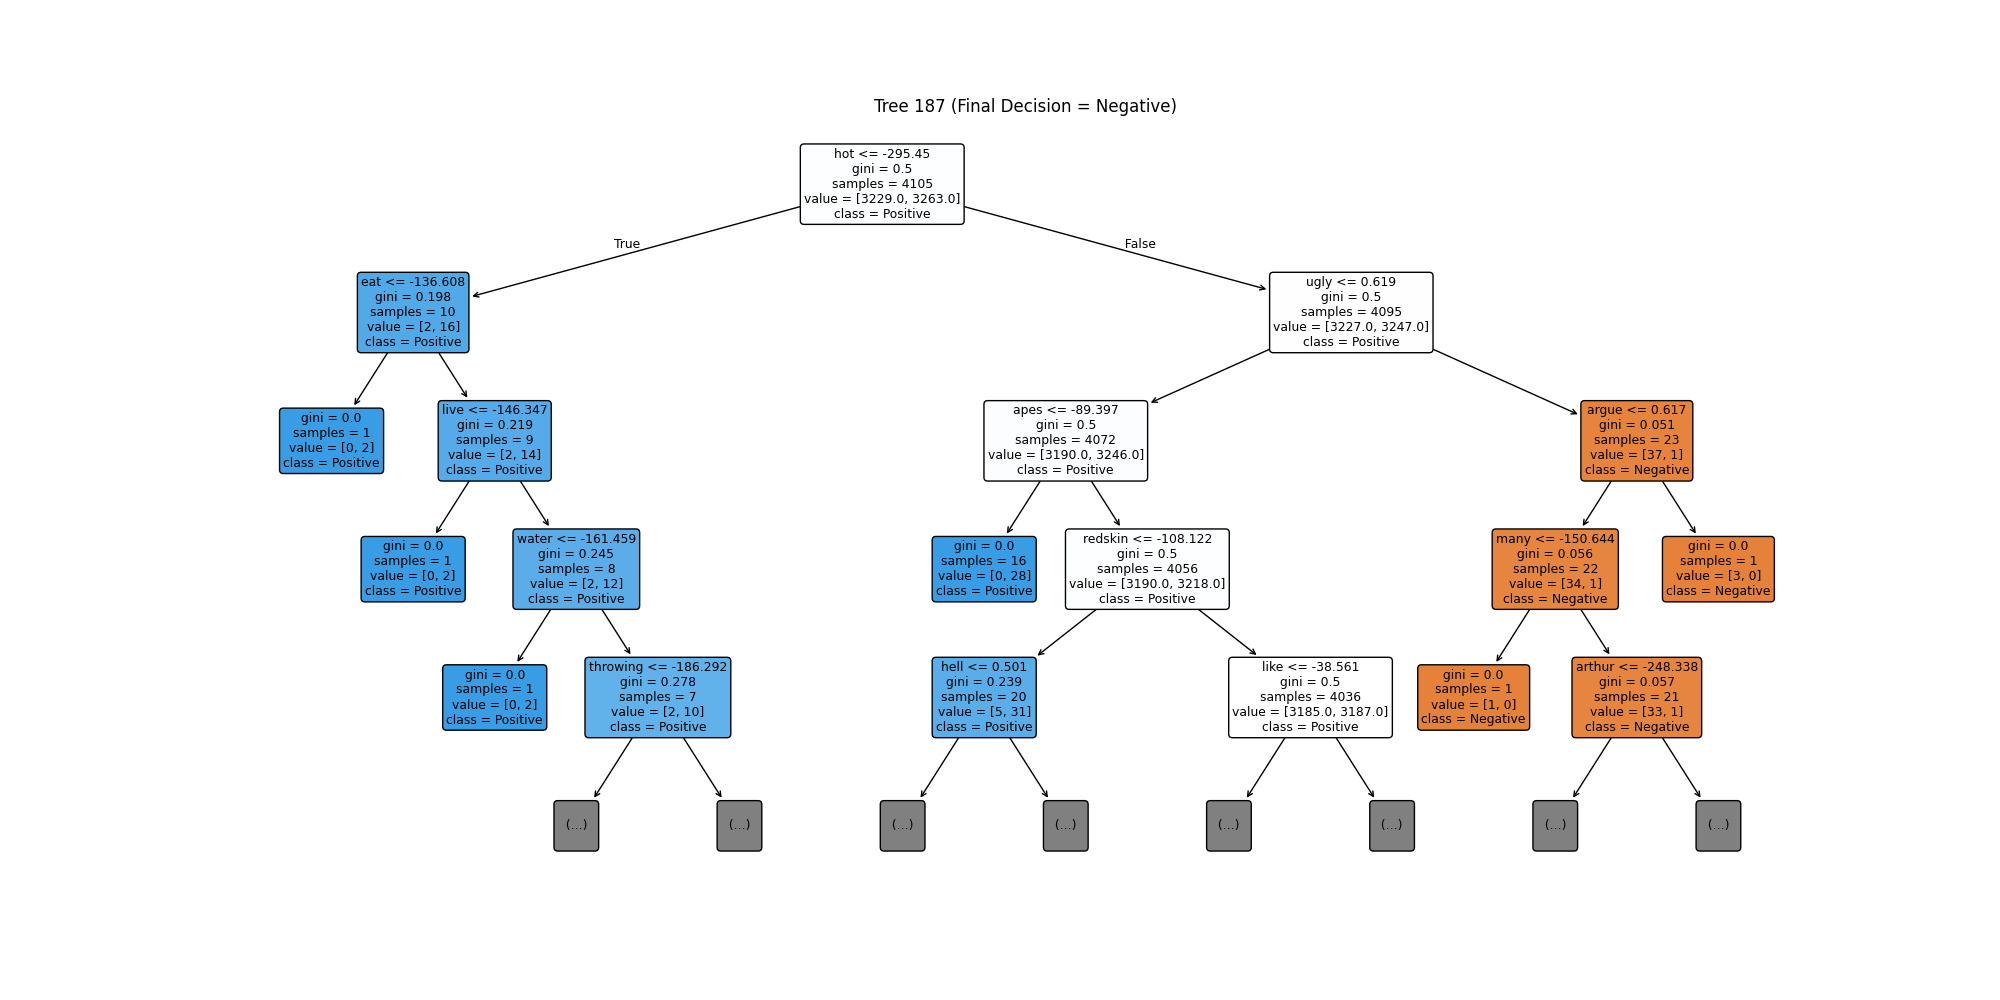 Tree 187 (Final Decision = Negative)
hot <= -295.45
gini = 0.5
samples = 4105
value = [3229.0, 3263.0]
class = Positive
True
False
eat <= -136.608
gini = 0.198
samples = 10
value = [2, 16]
class = Positive
ugly <= 0.619
gini = 0.5
samples = 4095
value = [3227.0, 3247.0]
class = Positive
gini = 0.0
samples = 1
value = [0, 2]
class = Positive
live <= -146.347
gini = 0.219
samples = 9
value = [2, 14]
class = Positive
apes <= -89.397
gini = 0.5
samples = 4072
value = [3190.0, 3246.0]
class = Positive
argue <= 0.617
gini = 0.051
samples = 23
value = [37, 1]
class = Negative
gini = 0.0
samples = 1
value = [0, 2]
class = Positive
water <= -161.459
gini = 0.245
samples = 8
value = [2, 12]
class = Positive
gini = 0.0
samples = 16
value = [0, 28]
class = Positive
redskin <= -108.122
gini = 0.5
samples = 4056
value = [3190.0, 3218.0]
class = Positive
many <= -150.644
gini = 0.056
samples = 22
value = [34, 1]
class = Negative
gini = 0.0
samples = 1
value = [3, 0]
class = Negative
gini = 0.0
samples = 1
value = [0, 2]
class = Positive
throwing <= -186.292
gini = 0.278
samples = 7
value = [2, 10]
class = Positive
hell <= 0.501
gini = 0.239
samples = 20
value = [5, 31]
class = Positive
like <= -38.561
gini = 0.5
samples = 4036
value = [3185.0, 3187.0]
class = Positive
gini = 0.0
samples = 1
value = [1, 0]
class = Negative
arthur <= -248.338
gini = 0.057
samples = 21
value = [33, 1]
class = Negative
(...)
(...)
(...)
(...)
(...)
(...)
(...)
(...)